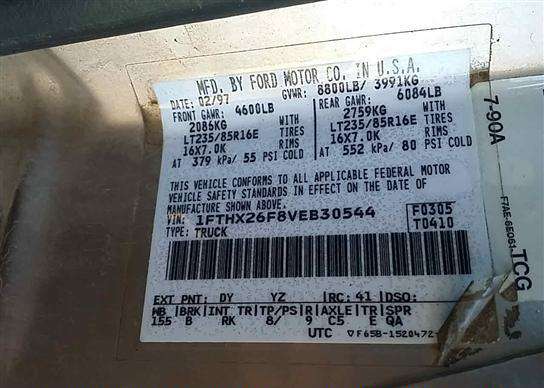 MFD. BY FORD MOTOR CO. IN U.S.A.
DATE: 02/97 GVWR: 8800LB/ 3991KG
FRONT GAWR: 4600LB REAR GAWR: 6084LB
2086KG WITH 2759KG WITH
LT235/85R16E TIRES LT235/85R16E TIRES
16X7.0K RIMS 16X7.0K RIMS
AT 379 kPa/ 55 PSI COLD AT 552 kPa/ 80 PSI COLD
THIS VEHICLE CONFORMS TO ALL APPLICABLE FEDERAL MOTOR
VEHICLE SAFETY STANDARDS IN EFFECT ON THE DATE OF
MANUFACTURE SHOWN ABOVE.
VIN: 1FTHX26F8VEB30544 F0305
TYPE: TRUCK T0410
EXT PNT: DY YZ RC: 41 DSO:
WB BRK INT TR TP/PS R AXLE TR SPR
155 B RK 8/ 9 C5 E QA
UTC ▽F65B-1520472-
7-90A
F7AE-6E061-
TCG